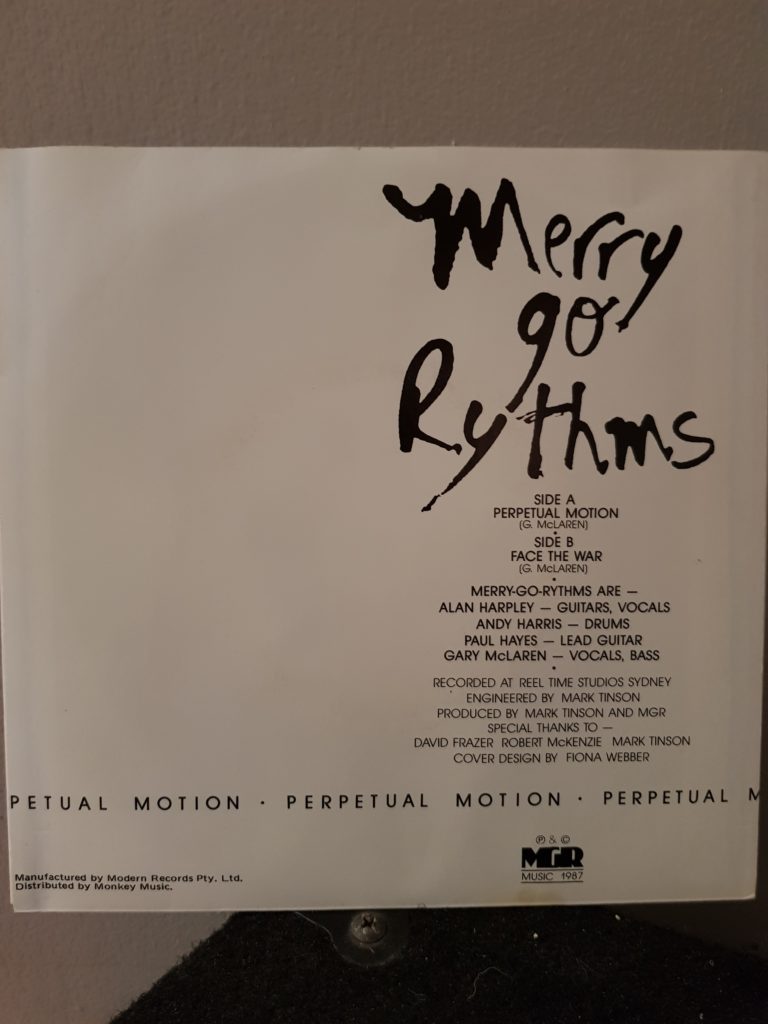 Merry
go
Rythms
SIDE A
PERPETUAL MOTION
(G. McLAREN)
•
SIDE B
FACE THE WAR
(G. McLAREN)
•
MERRY-GO-RYTHMS ARE —
ALAN HARPLEY — GUITARS, VOCALS
ANDY HARRIS — DRUMS
PAUL HAYES — LEAD GUITAR
GARY McLAREN — VOCALS, BASS
•
RECORDED AT REEL TIME STUDIOS SYDNEY
ENGINEERED BY MARK TINSON
PRODUCED BY MARK TINSON AND MGR
SPECIAL THANKS TO —
DAVID FRAZER ROBERT McKENZIE MARK TINSON
COVER DESIGN BY FIONA WEBBER
PETUAL MOTION · PERPETUAL MOTION · PERPETUAL M
℗ & ©
MGR
MUSIC 1987
Manufactured by Modern Records Pty. Ltd.
Distributed by Monkey Music.